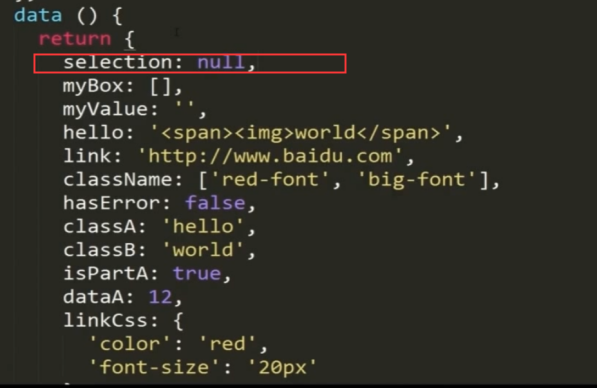 data () {
return {
selection: null,
myBox: [],
myValue: '',
hello: '<span><img>world</span>',
link: 'http://www.baidu.com',
className: ['red-font', 'big-font'],
hasError: false,
classA: 'hello',
classB: 'world',
isPartA: true,
dataA: 12,
linkCss: {
'color': 'red',
'font-size': '20px'